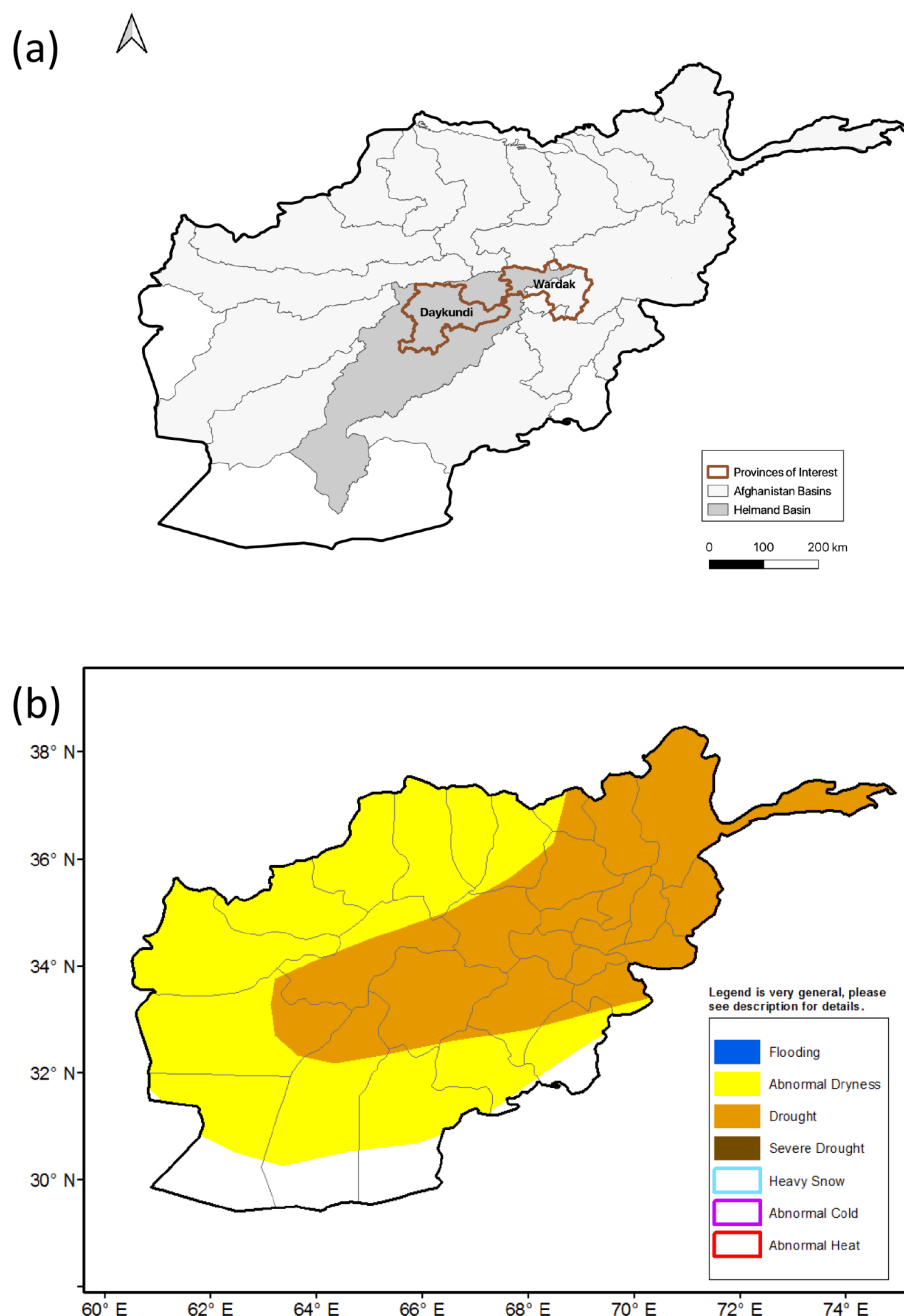 (a)
Wardak
Daykundi
Provinces of Interest
Afghanistan Basins
Helmand Basin
0 100 200 km
(b)
38° N
36° N
34° N
32° N
30° N
Legend is very general, please
see description for details.
Flooding
Abnormal Dryness
Drought
Severe Drought
Heavy Snow
Abnormal Cold
Abnormal Heat
60° E 62° E 64° E 66° E 68° E 70° E 72° E 74° E